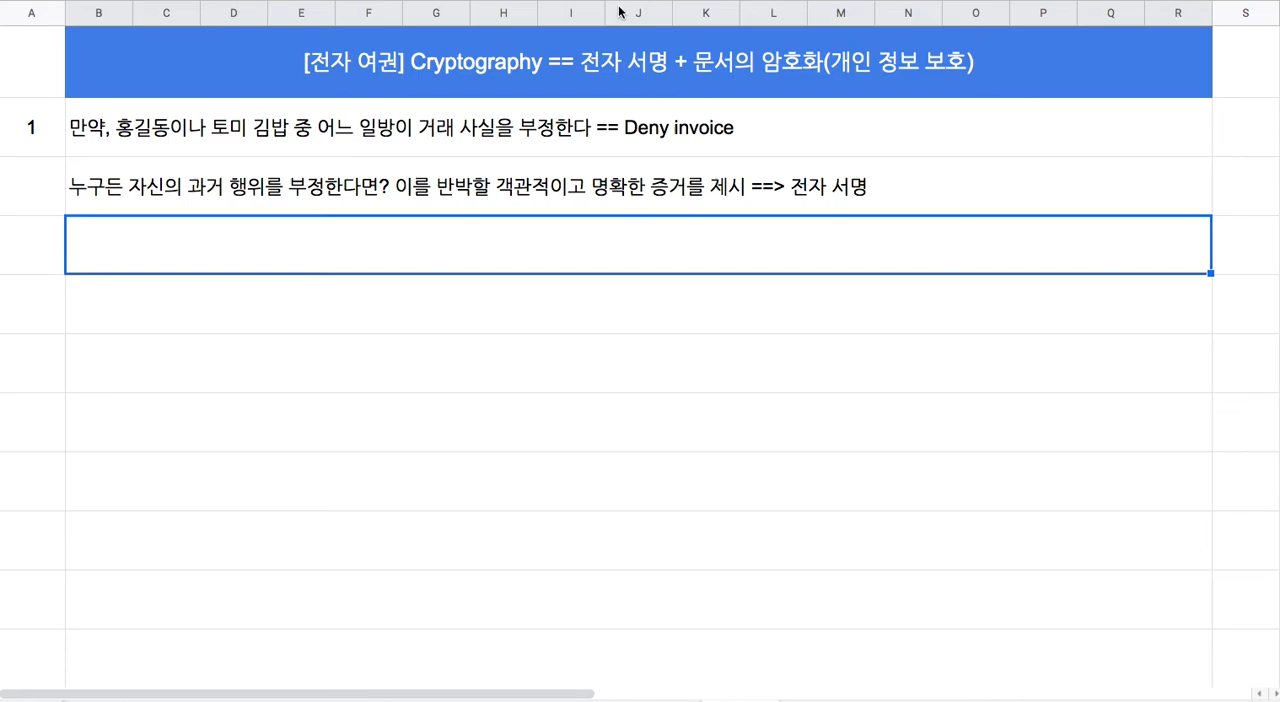 A B C D E F G H I J K L M N O P Q R S
[전자 여권] Cryptography == 전자 서명 + 문서의 암호화(개인 정보 보호)
1 만약, 홍길동이나 토미 김밥 중 어느 일방이 거래 사실을 부정한다 == Deny invoice
누구든 자신의 과거 행위를 부정한다면? 이를 반박할 객관적이고 명확한 증거를 제시 ==> 전자 서명